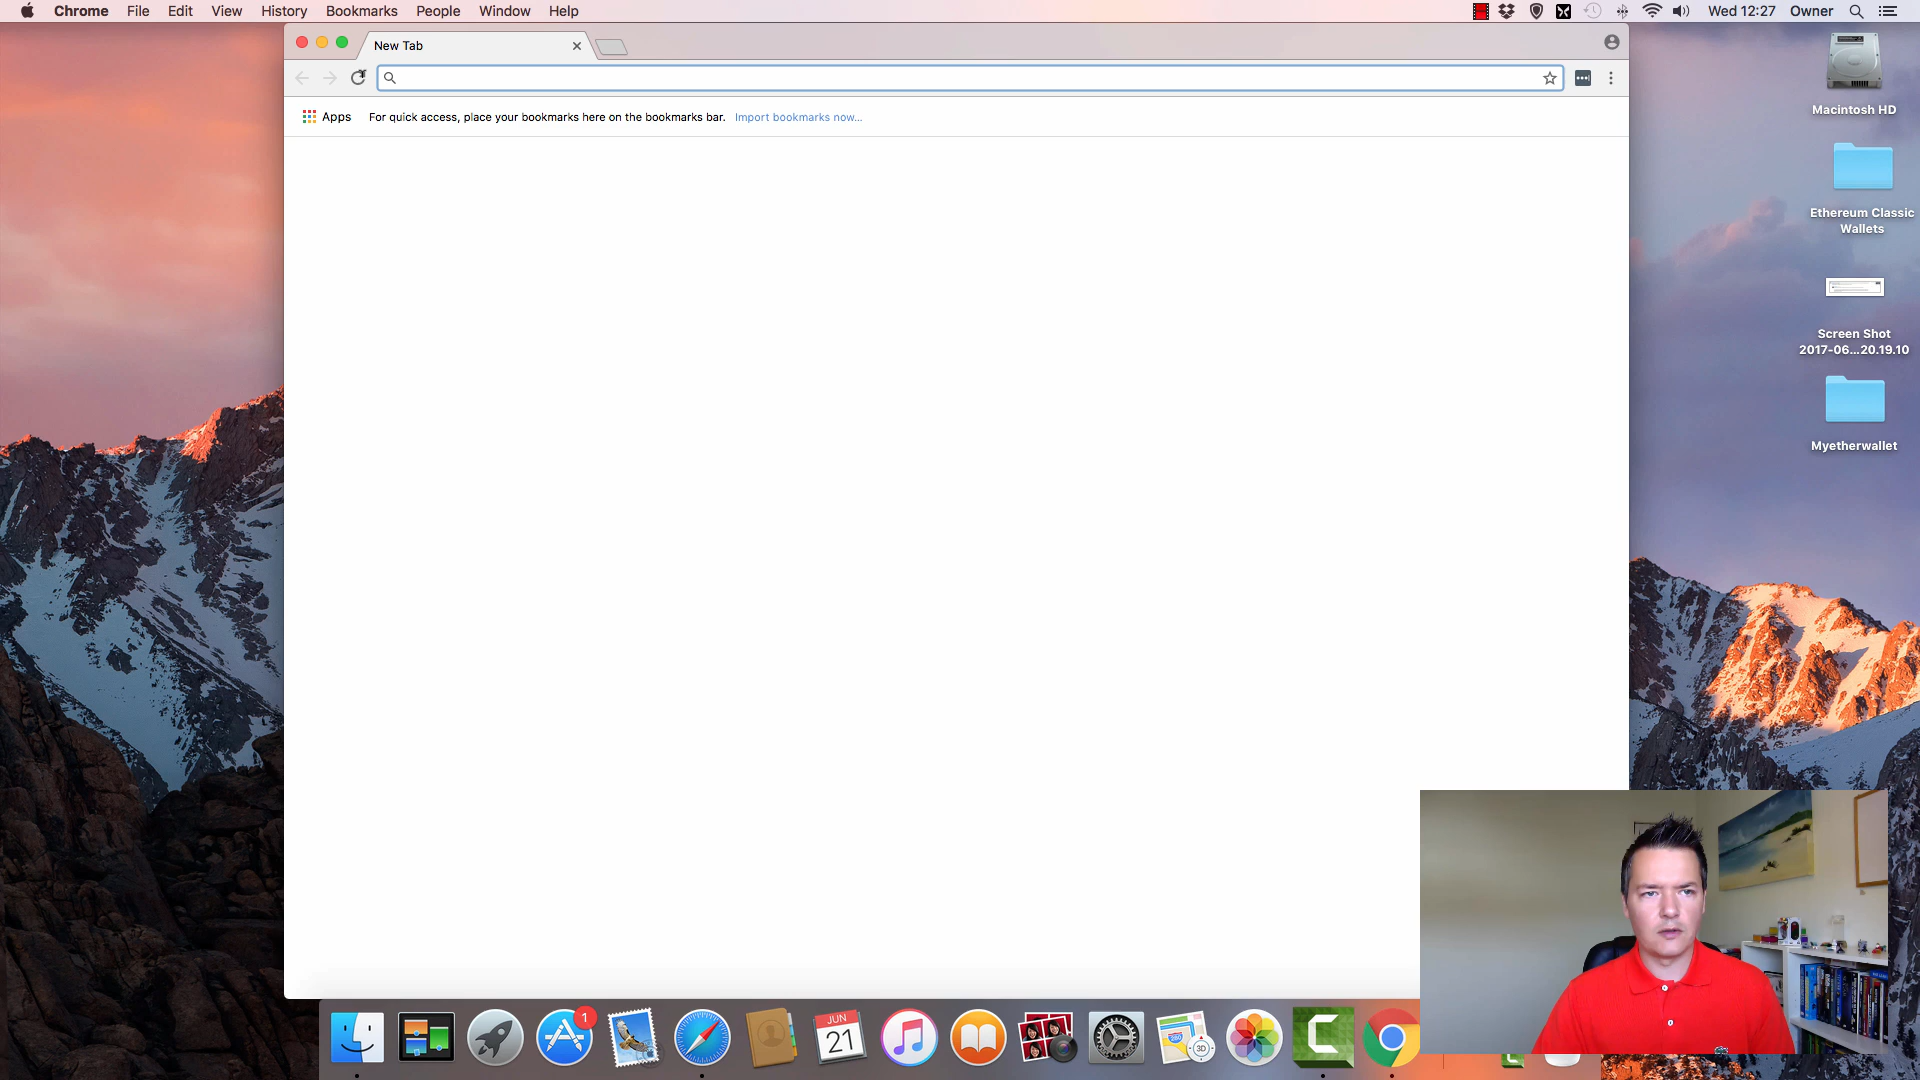 Chrome File Edit View History Bookmarks People Window Help Wed 12:27 Owner
New Tab
Apps For quick access, place your bookmarks here on the bookmarks bar. Import bookmarks now...
Macintosh HD
Ethereum Classic
Wallets
Screen Shot
2017-06...20.19.10
Myetherwallet
1
JUN
21
280
3D